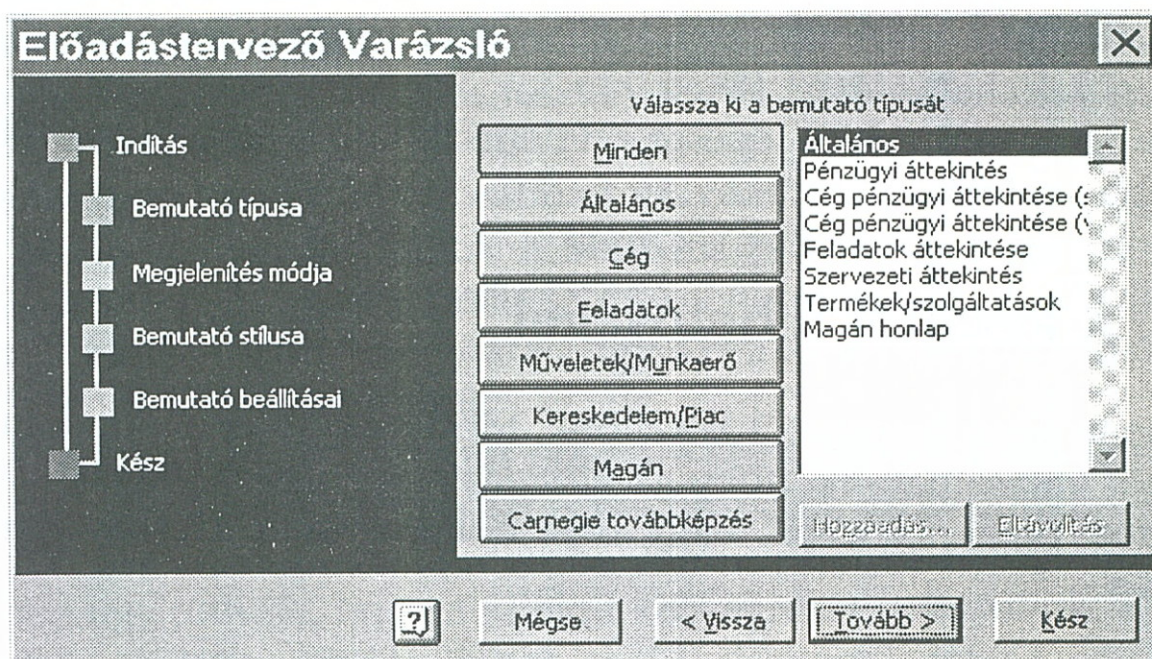 Előadástervező Varázsló
Indítás
Bemutató típusa
Megjelenítés módja
Bemutató stílusa
Bemutató beállításai
Kész
Válassza ki a bemutató típusát
Minden
Általános
Cég
Feladatok
Műveletek/Munkaerő
Kereskedelem/Piac
Magán
Carnegie továbbképzés
Általános
Pénzügyi áttekintés
Cég pénzügyi áttekintése (s
Cég pénzügyi áttekintése (v
Feladatok áttekintése
Szervezeti áttekintés
Termékek/szolgáltatások
Magán honlap
Hozzáadás...
Eltávolítás
?
Mégse
< Vissza
Tovább >
Kész